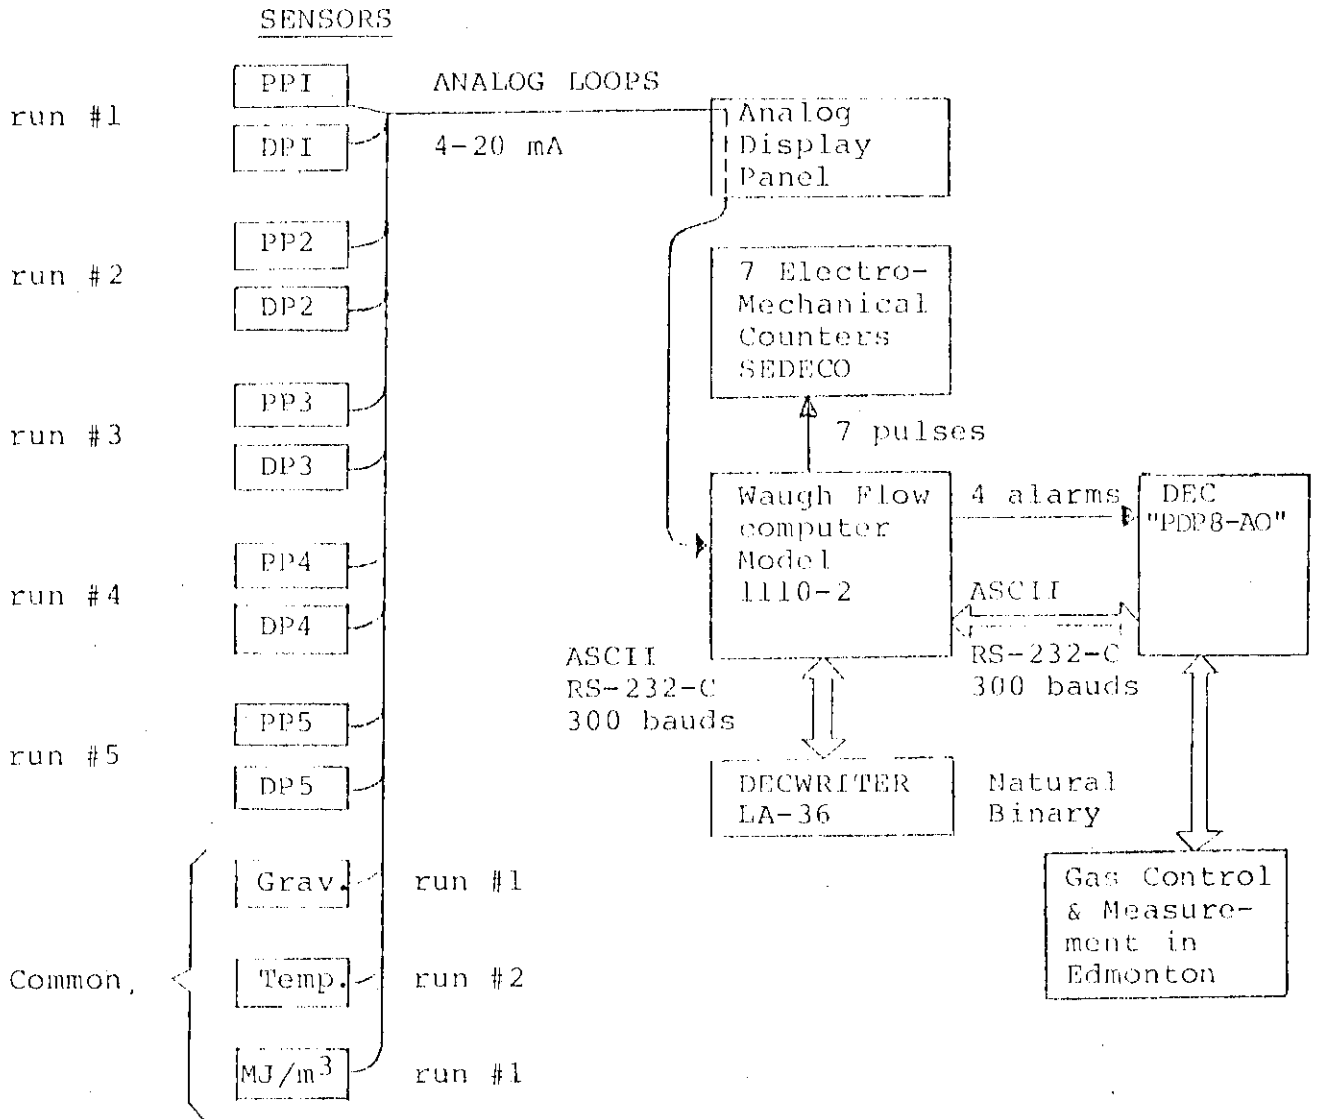 SENSORS
run #1
PPI
DPI
ANALOG LOOPS
4-20 mA
Analog
Display
Panel
run #2
PP2
DP2
7 Electro-
Mechanical
Counters
SEDECO
7 pulses
run #3
PP3
DP3
Waugh Flow
computer
Model
1110-2
4 alarms
DEC
"PDP8-AO"
ASCII
RS-232-C
300 bauds
run #4
PP4
DP4
ASCII
RS-232-C
300 bauds
run #5
PP5
DP5
DECWRITER
LA-36
Natural
Binary
Gas Control
& Measure-
ment in
Edmonton
Common,
Grav.
run #1
Temp.
run #2
MJ/m³
run #1